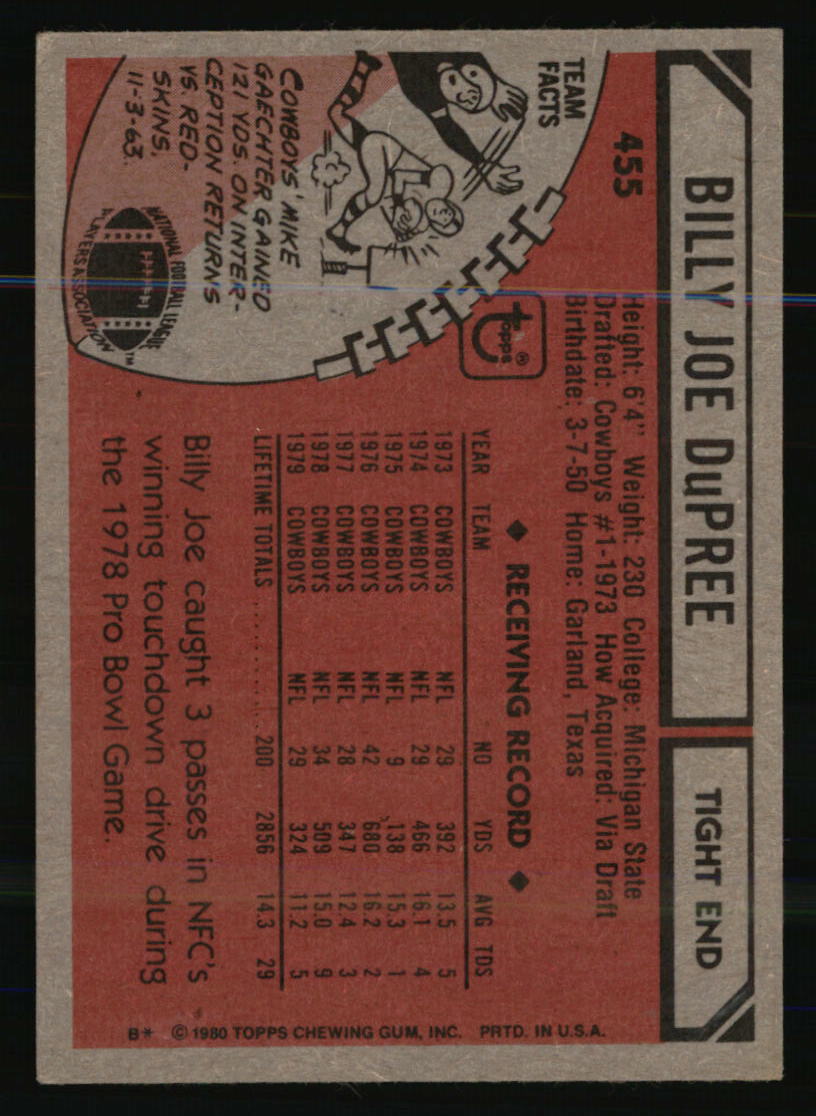 BILLY JOE DuPREE
TIGHT END
455
Height: 6'4" Weight: 230 College: Michigan State
Drafted: Cowboys #1-1973 How Acquired: Via Draft
Birthdate: 3-7-50 Home: Garland, Texas
TEAM
FACTS
COWBOYS' MIKE
GAECHTER GAINED
121 YDS. ON INTER-
CEPTION RETURNS
VS. RED-
SKINS,
11-3-63.
NATIONAL FOOTBALL LEAGUE
PLAYERS ASSOCIATION
TM
topps®
◆ RECEIVING RECORD ◆
YEAR TEAM NO YDS AVG TDS
1973 COWBOYS NFL 29 392 13.5 5
1974 COWBOYS NFL 29 466 16.1 4
1975 COWBOYS NFL 9 138 15.3 1
1976 COWBOYS NFL 42 680 16.2 2
1977 COWBOYS NFL 28 347 12.4 3
1978 COWBOYS NFL 34 509 15.0 9
1979 COWBOYS NFL 29 324 11.2 5
LIFETIME TOTALS ........ 200 2856 14.3 29
Billy Joe caught 3 passes in NFC's
winning touchdown drive during
the 1978 Pro Bowl Game.
B* © 1980 TOPPS CHEWING GUM, INC. PRTD. IN U.S.A.